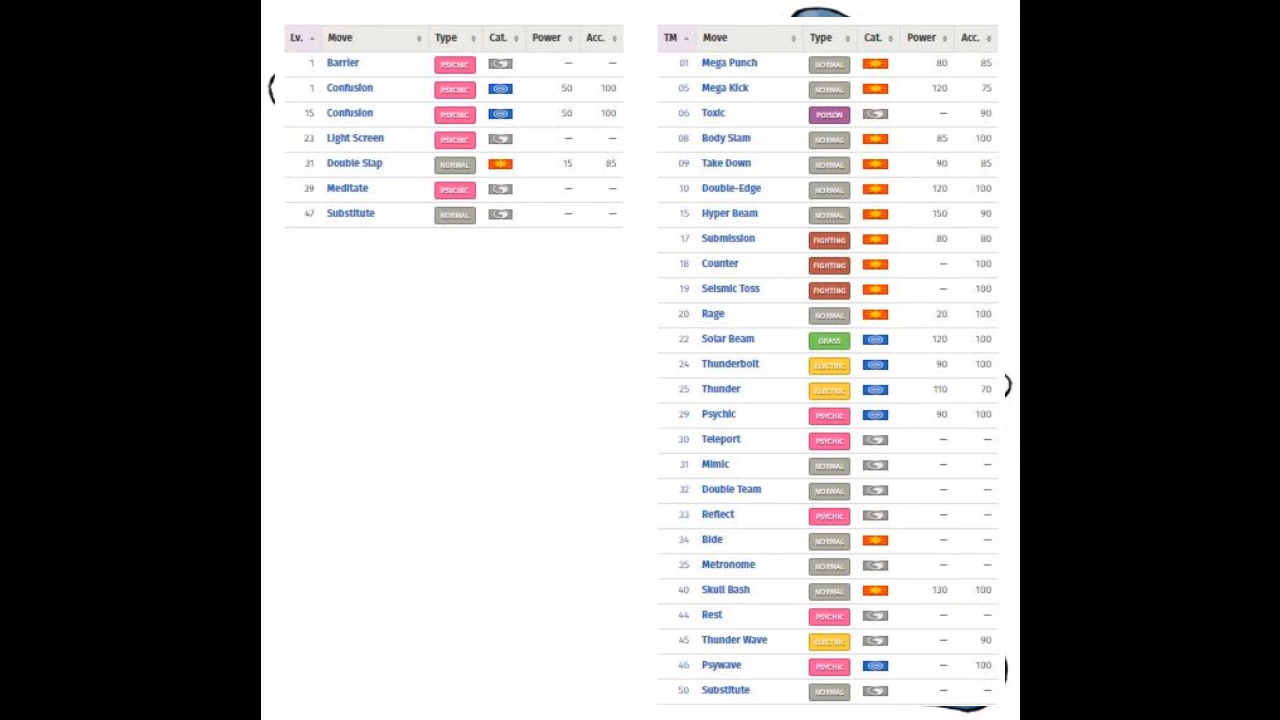 Lv. Move Type Cat. Power Acc.
1 Barrier PSYCHIC — —
1 Confusion PSYCHIC 50 100
15 Confusion PSYCHIC 50 100
23 Light Screen PSYCHIC — —
31 Double Slap NORMAL 15 85
39 Meditate PSYCHIC — —
47 Substitute NORMAL — —
TM Move Type Cat. Power Acc.
01 Mega Punch NORMAL 80 85
05 Mega Kick NORMAL 120 75
06 Toxic POISON — 90
08 Body Slam NORMAL 85 100
09 Take Down NORMAL 90 85
10 Double-Edge NORMAL 120 100
15 Hyper Beam NORMAL 150 90
17 Submission FIGHTING 80 80
18 Counter FIGHTING — 100
19 Seismic Toss FIGHTING — 100
20 Rage NORMAL 20 100
22 Solar Beam GRASS 120 100
24 Thunderbolt ELECTRIC 90 100
25 Thunder ELECTRIC 110 70
29 Psychic PSYCHIC 90 100
30 Teleport PSYCHIC — —
31 Mimic NORMAL — —
32 Double Team NORMAL — —
33 Reflect PSYCHIC — —
34 Bide NORMAL — —
35 Metronome NORMAL — —
40 Skull Bash NORMAL 130 100
44 Rest PSYCHIC — —
45 Thunder Wave ELECTRIC — 90
46 Psywave PSYCHIC — 100
50 Substitute NORMAL — —